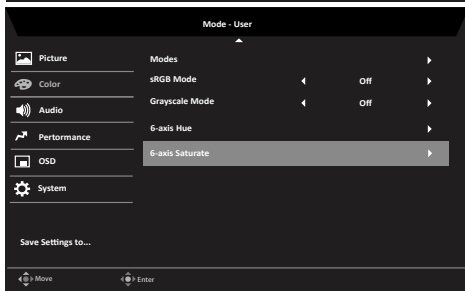 Mode - User
Picture
Color
Audio
Pertormance
OSD
System
Save Settings to...
Modes
sRGB Mode Off
Grayscale Mode Off
6-axis Hue
6-axis Saturate
Move Enter